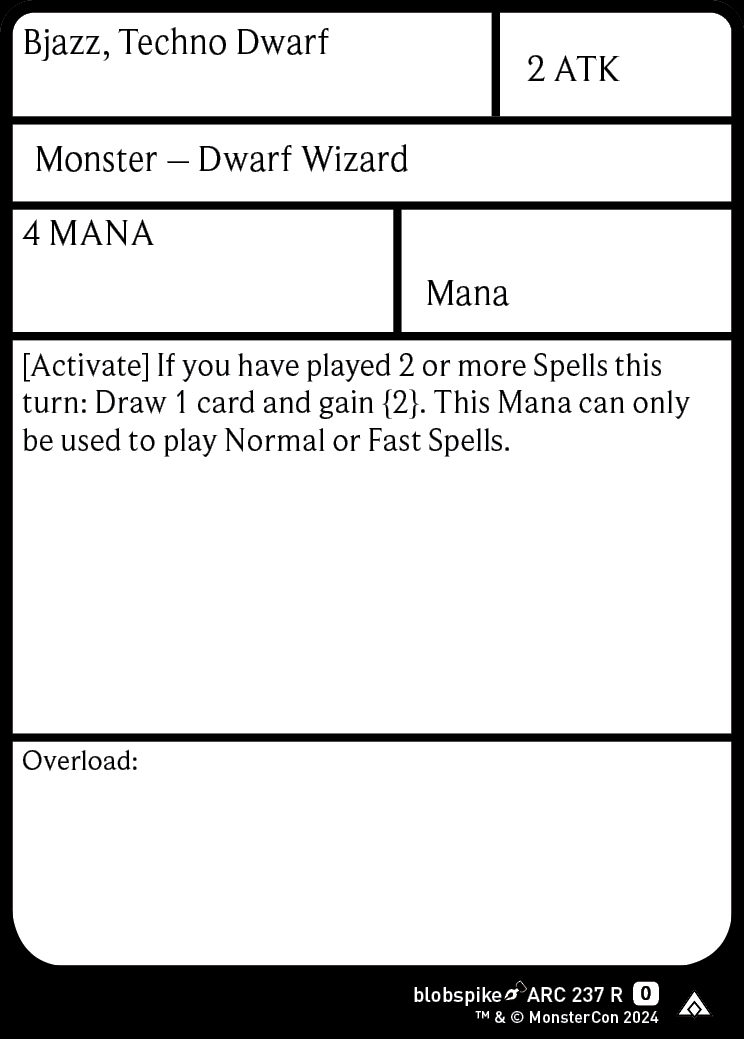 Bjazz, Techno Dwarf
2 ATK
Monster – Dwarf Wizard
4 MANA
Mana
[Activate] If you have played 2 or more Spells this
turn: Draw 1 card and gain {2}. This Mana can only
be used to play Normal or Fast Spells.
Overload:
blobspike ARC 237 R 0
™ & © MonsterCon 2024